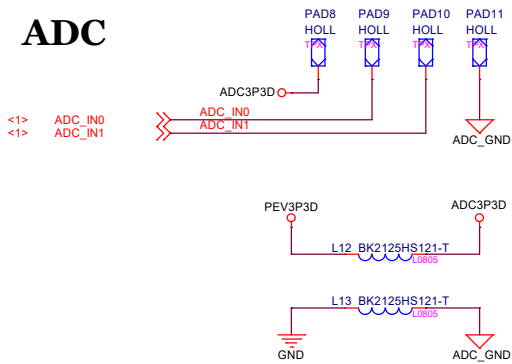 ADC
PAD8 PAD9 PAD10 PAD11
HOLL HOLL HOLL HOLL
ADC3P3D
<1> ADC_IN0 ADC_IN0
<1> ADC_IN1 ADC_IN1
ADC_GND
PEV3P3D ADC3P3D
L12 BK2125HS121-T
L0805
L13 BK2125HS121-T
L0805
GND ADC_GND